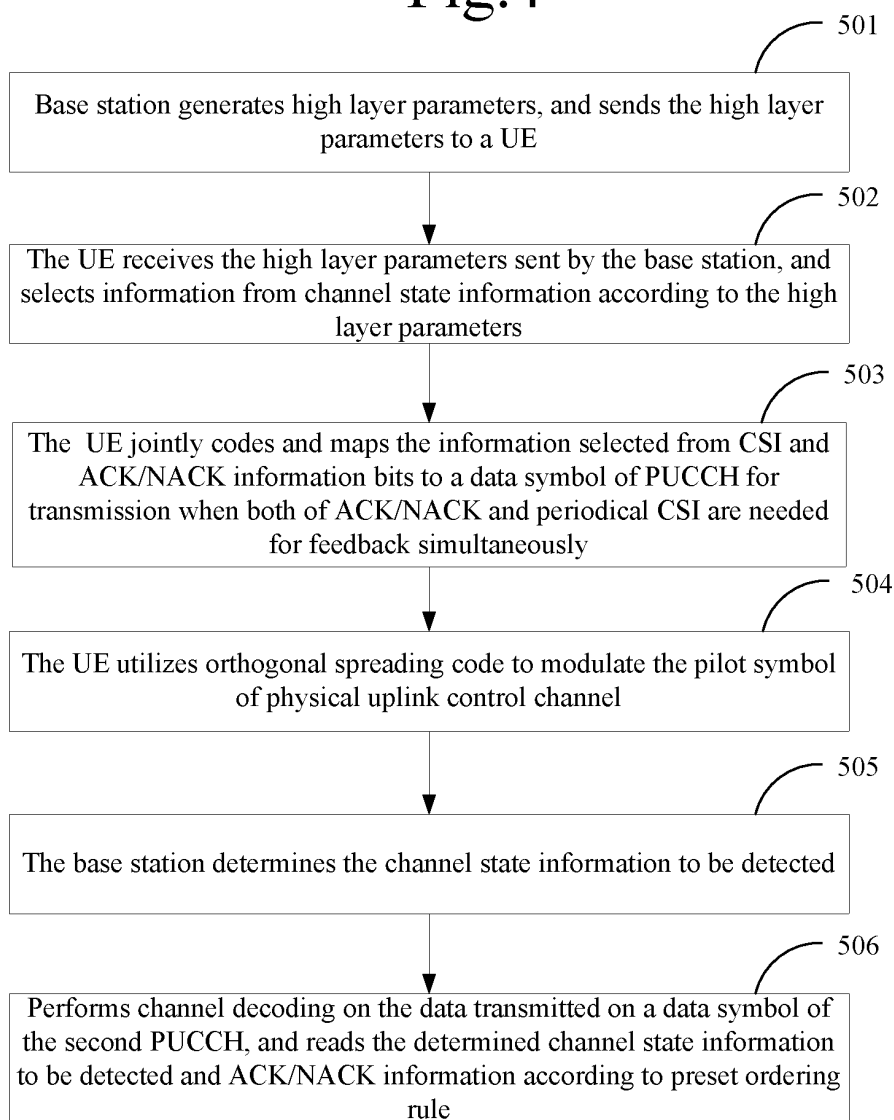 Fig.4
501
Base station generates high layer parameters, and sends the high layer
parameters to a UE
502
The UE receives the high layer parameters sent by the base station, and
selects information from channel state information according to the high
layer parameters
503
The UE jointly codes and maps the information selected from CSI and
ACK/NACK information bits to a data symbol of PUCCH for
transmission when both of ACK/NACK and periodical CSI are needed
for feedback simultaneously
504
The UE utilizes orthogonal spreading code to modulate the pilot symbol
of physical uplink control channel
505
The base station determines the channel state information to be detected
506
Performs channel decoding on the data transmitted on a data symbol of
the second PUCCH, and reads the determined channel state information
to be detected and ACK/NACK information according to preset ordering
rule